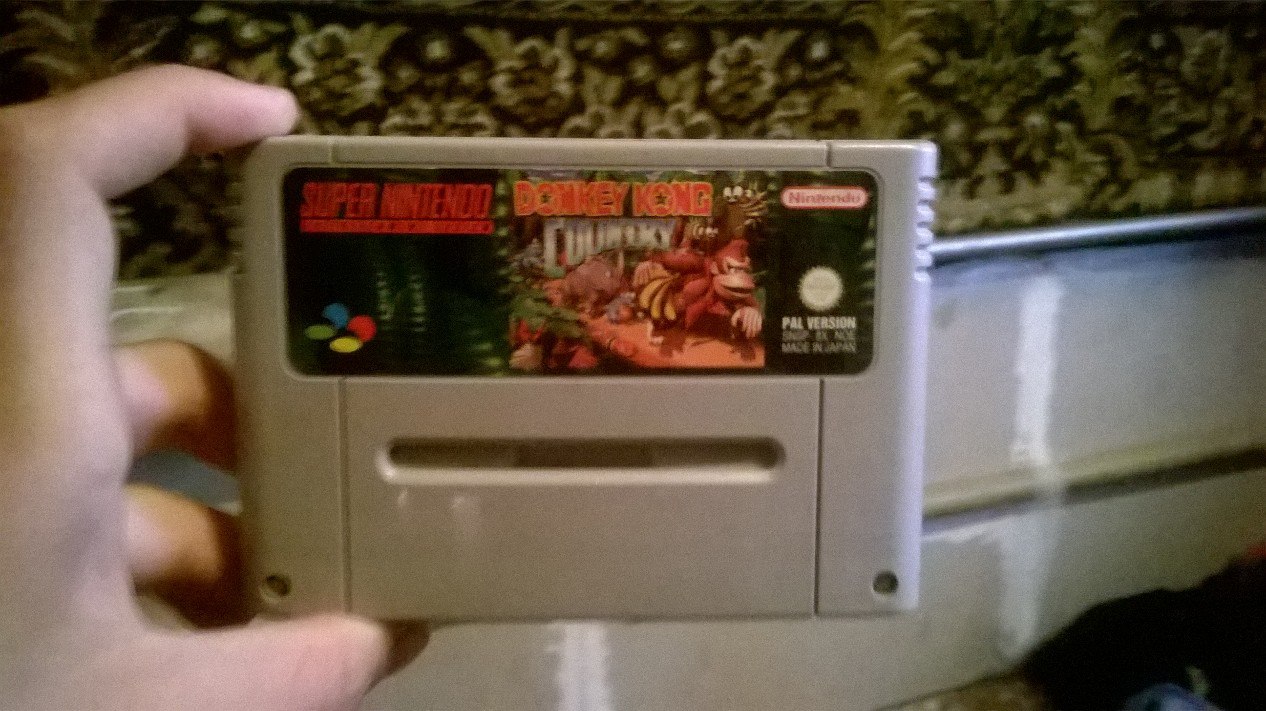 SUPER NINTENDO
DONKEY KONG
COUNTRY
Nintendo
PAL VERSION
MADE IN JAPAN